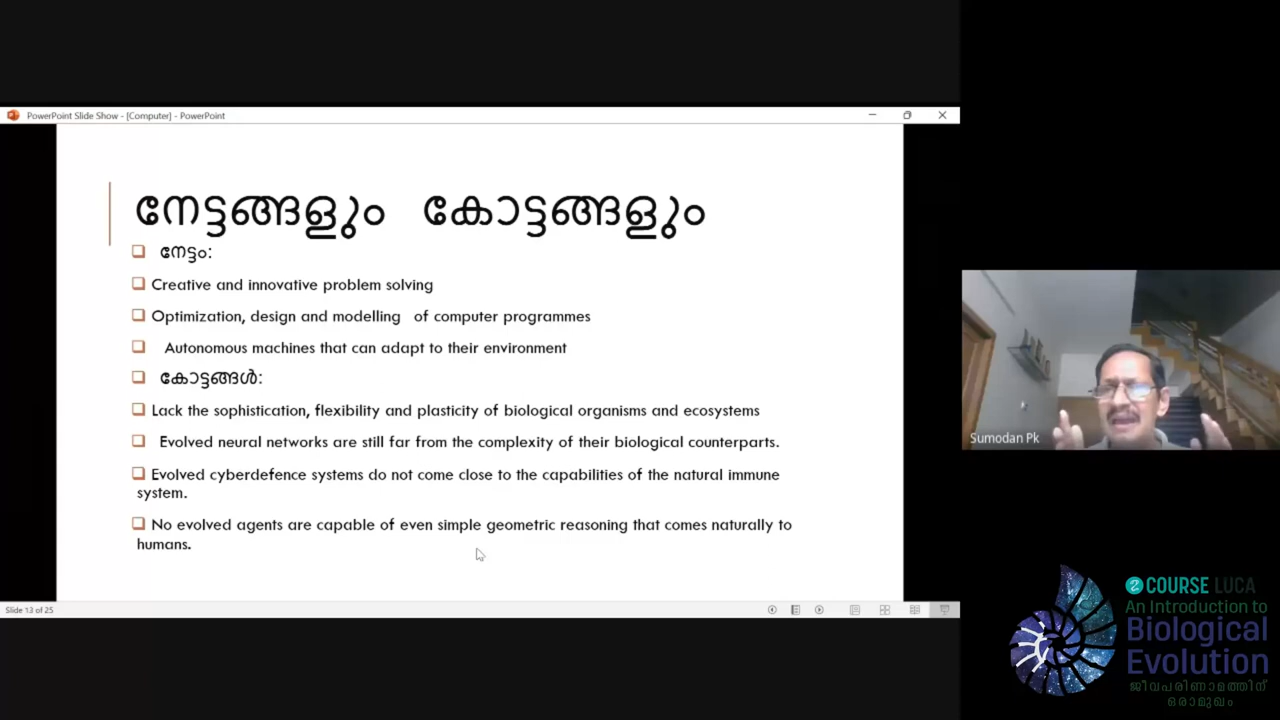 PowerPoint Slide Show - [Computer] - PowerPoint
നേട്ടങ്ങളും കോട്ടങ്ങളും
നേട്ടം:
Creative and innovative problem solving
Optimization, design and modelling of computer programmes
Autonomous machines that can adapt to their environment
കോട്ടങ്ങൾ:
Lack the sophistication, flexibility and plasticity of biological organisms and ecosystems
Evolved neural networks are still far from the complexity of their biological counterparts.
Evolved cyberdefence systems do not come close to the capabilities of the natural immune
system.
No evolved agents are capable of even simple geometric reasoning that comes naturally to
humans.
Slide 13 of 25
Sumodan Pk
COURSE LUCA
An Introduction to
Biological
Evolution
ജീവപരിണാമത്തിന്
ഒരാമുഖം